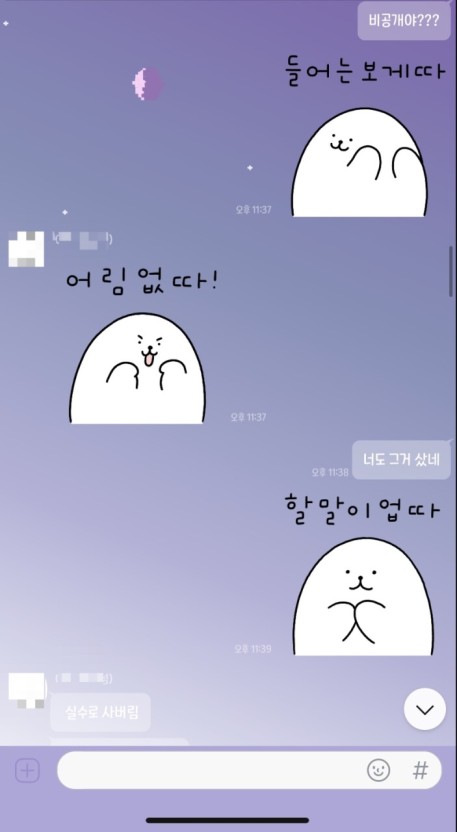 비공개야???
들어는 보게따
오후 11:37
어림없따!
오후 11:37
너도 그거 샀네
오후 11:38
할말이업따
오후 11:39
실수로 사버림
#